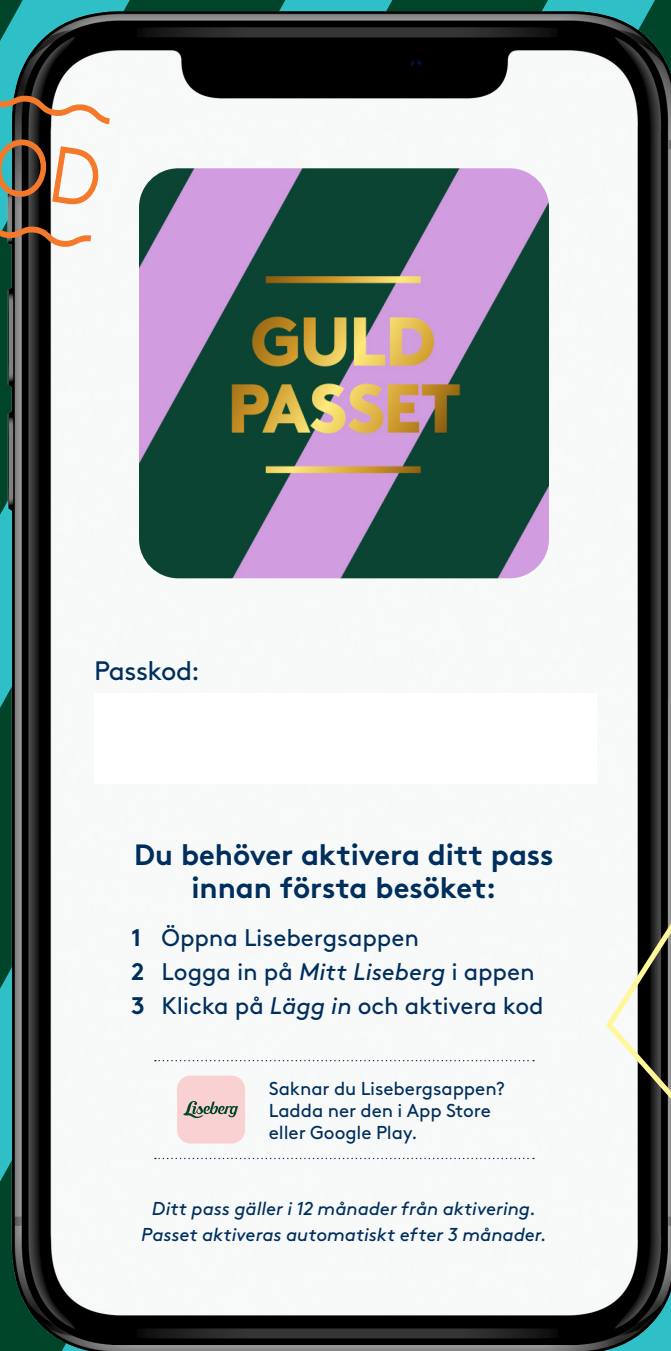 OD
GULD
PASSET
Passkod:
Du behöver aktivera ditt pass
innan första besöket:
1 Öppna Lisebergsappen
2 Logga in på Mitt Liseberg i appen
3 Klicka på Lägg in och aktivera kod
Liseberg
Saknar du Lisebergsappen?
Ladda ner den i App Store
eller Google Play.
Ditt pass gäller i 12 månader från aktivering.
Passet aktiveras automatiskt efter 3 månader.